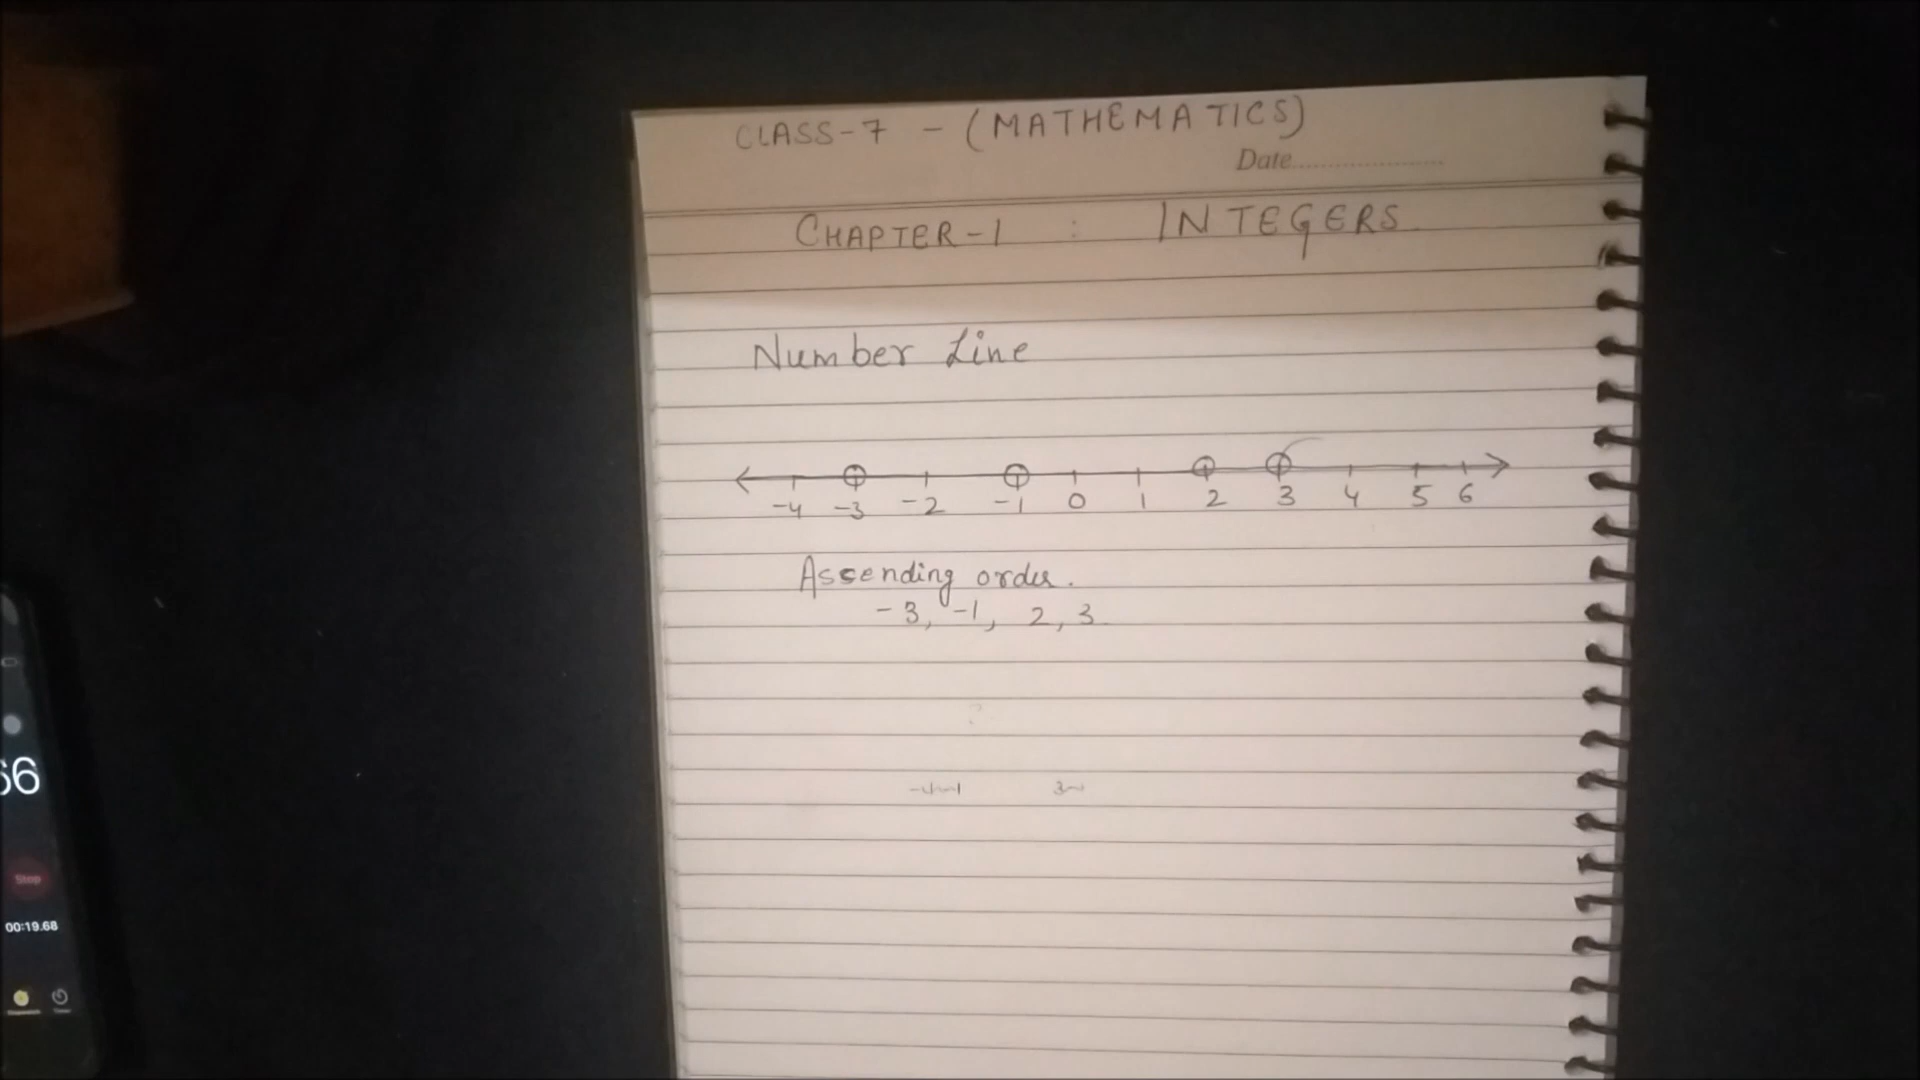 CLASS-7 - (MATHEMATICS)
Date
CHAPTER-1 : INTEGERS
Number Line
-4 -3 -2 -1 0 1 2 3 4 5 6
Assending order.
-3, -1, 2, 3
66
Stop
00:19.68